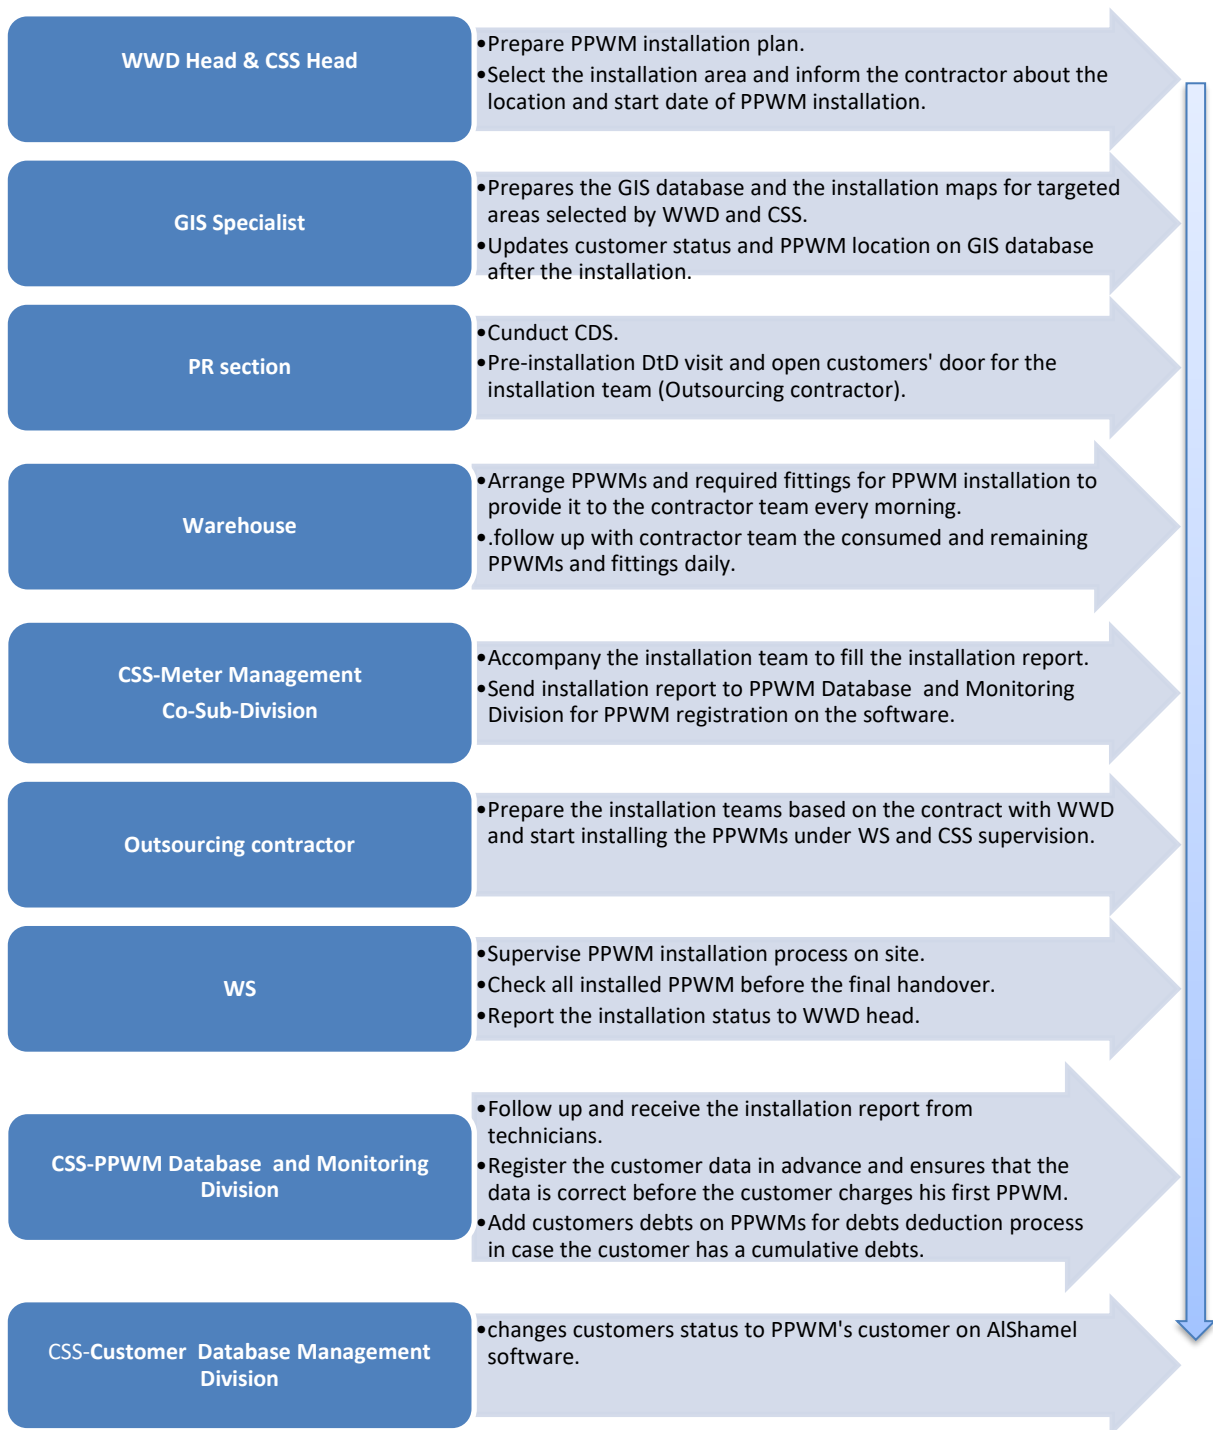 WWD Head & CSS Head
•Prepare PPWM installation plan.
•Select the installation area and inform the contractor about the
location and start date of PPWM installation.
GIS Specialist
•Prepares the GIS database and the installation maps for targeted
areas selected by WWD and CSS.
•Updates customer status and PPWM location on GIS database
after the installation.
PR section
•Cunduct CDS.
•Pre-installation DtD visit and open customers' door for the
installation team (Outsourcing contractor).
Warehouse
•Arrange PPWMs and required fittings for PPWM installation to
provide it to the contractor team every morning.
•.follow up with contractor team the consumed and remaining
PPWMs and fittings daily.
CSS-Meter Management
Co-Sub-Division
•Accompany the installation team to fill the installation report.
•Send installation report to PPWM Database  and Monitoring
Division for PPWM registration on the software.
Outsourcing contractor
•Prepare the installation teams based on the contract with WWD
and start installing the PPWMs under WS and CSS supervision.
WS
•Supervise PPWM installation process on site.
•Check all installed PPWM before the final handover.
•Report the installation status to WWD head.
CSS-PPWM Database  and Monitoring
Division
•Follow up and receive the installation report from
technicians.
•Register the customer data in advance and ensures that the
data is correct before the customer charges his first PPWM.
•Add customers debts on PPWMs for debts deduction process
in case the customer has a cumulative debts.
CSS-Customer  Database Management
Division
•changes customers status to PPWM's customer on AlShamel
software.